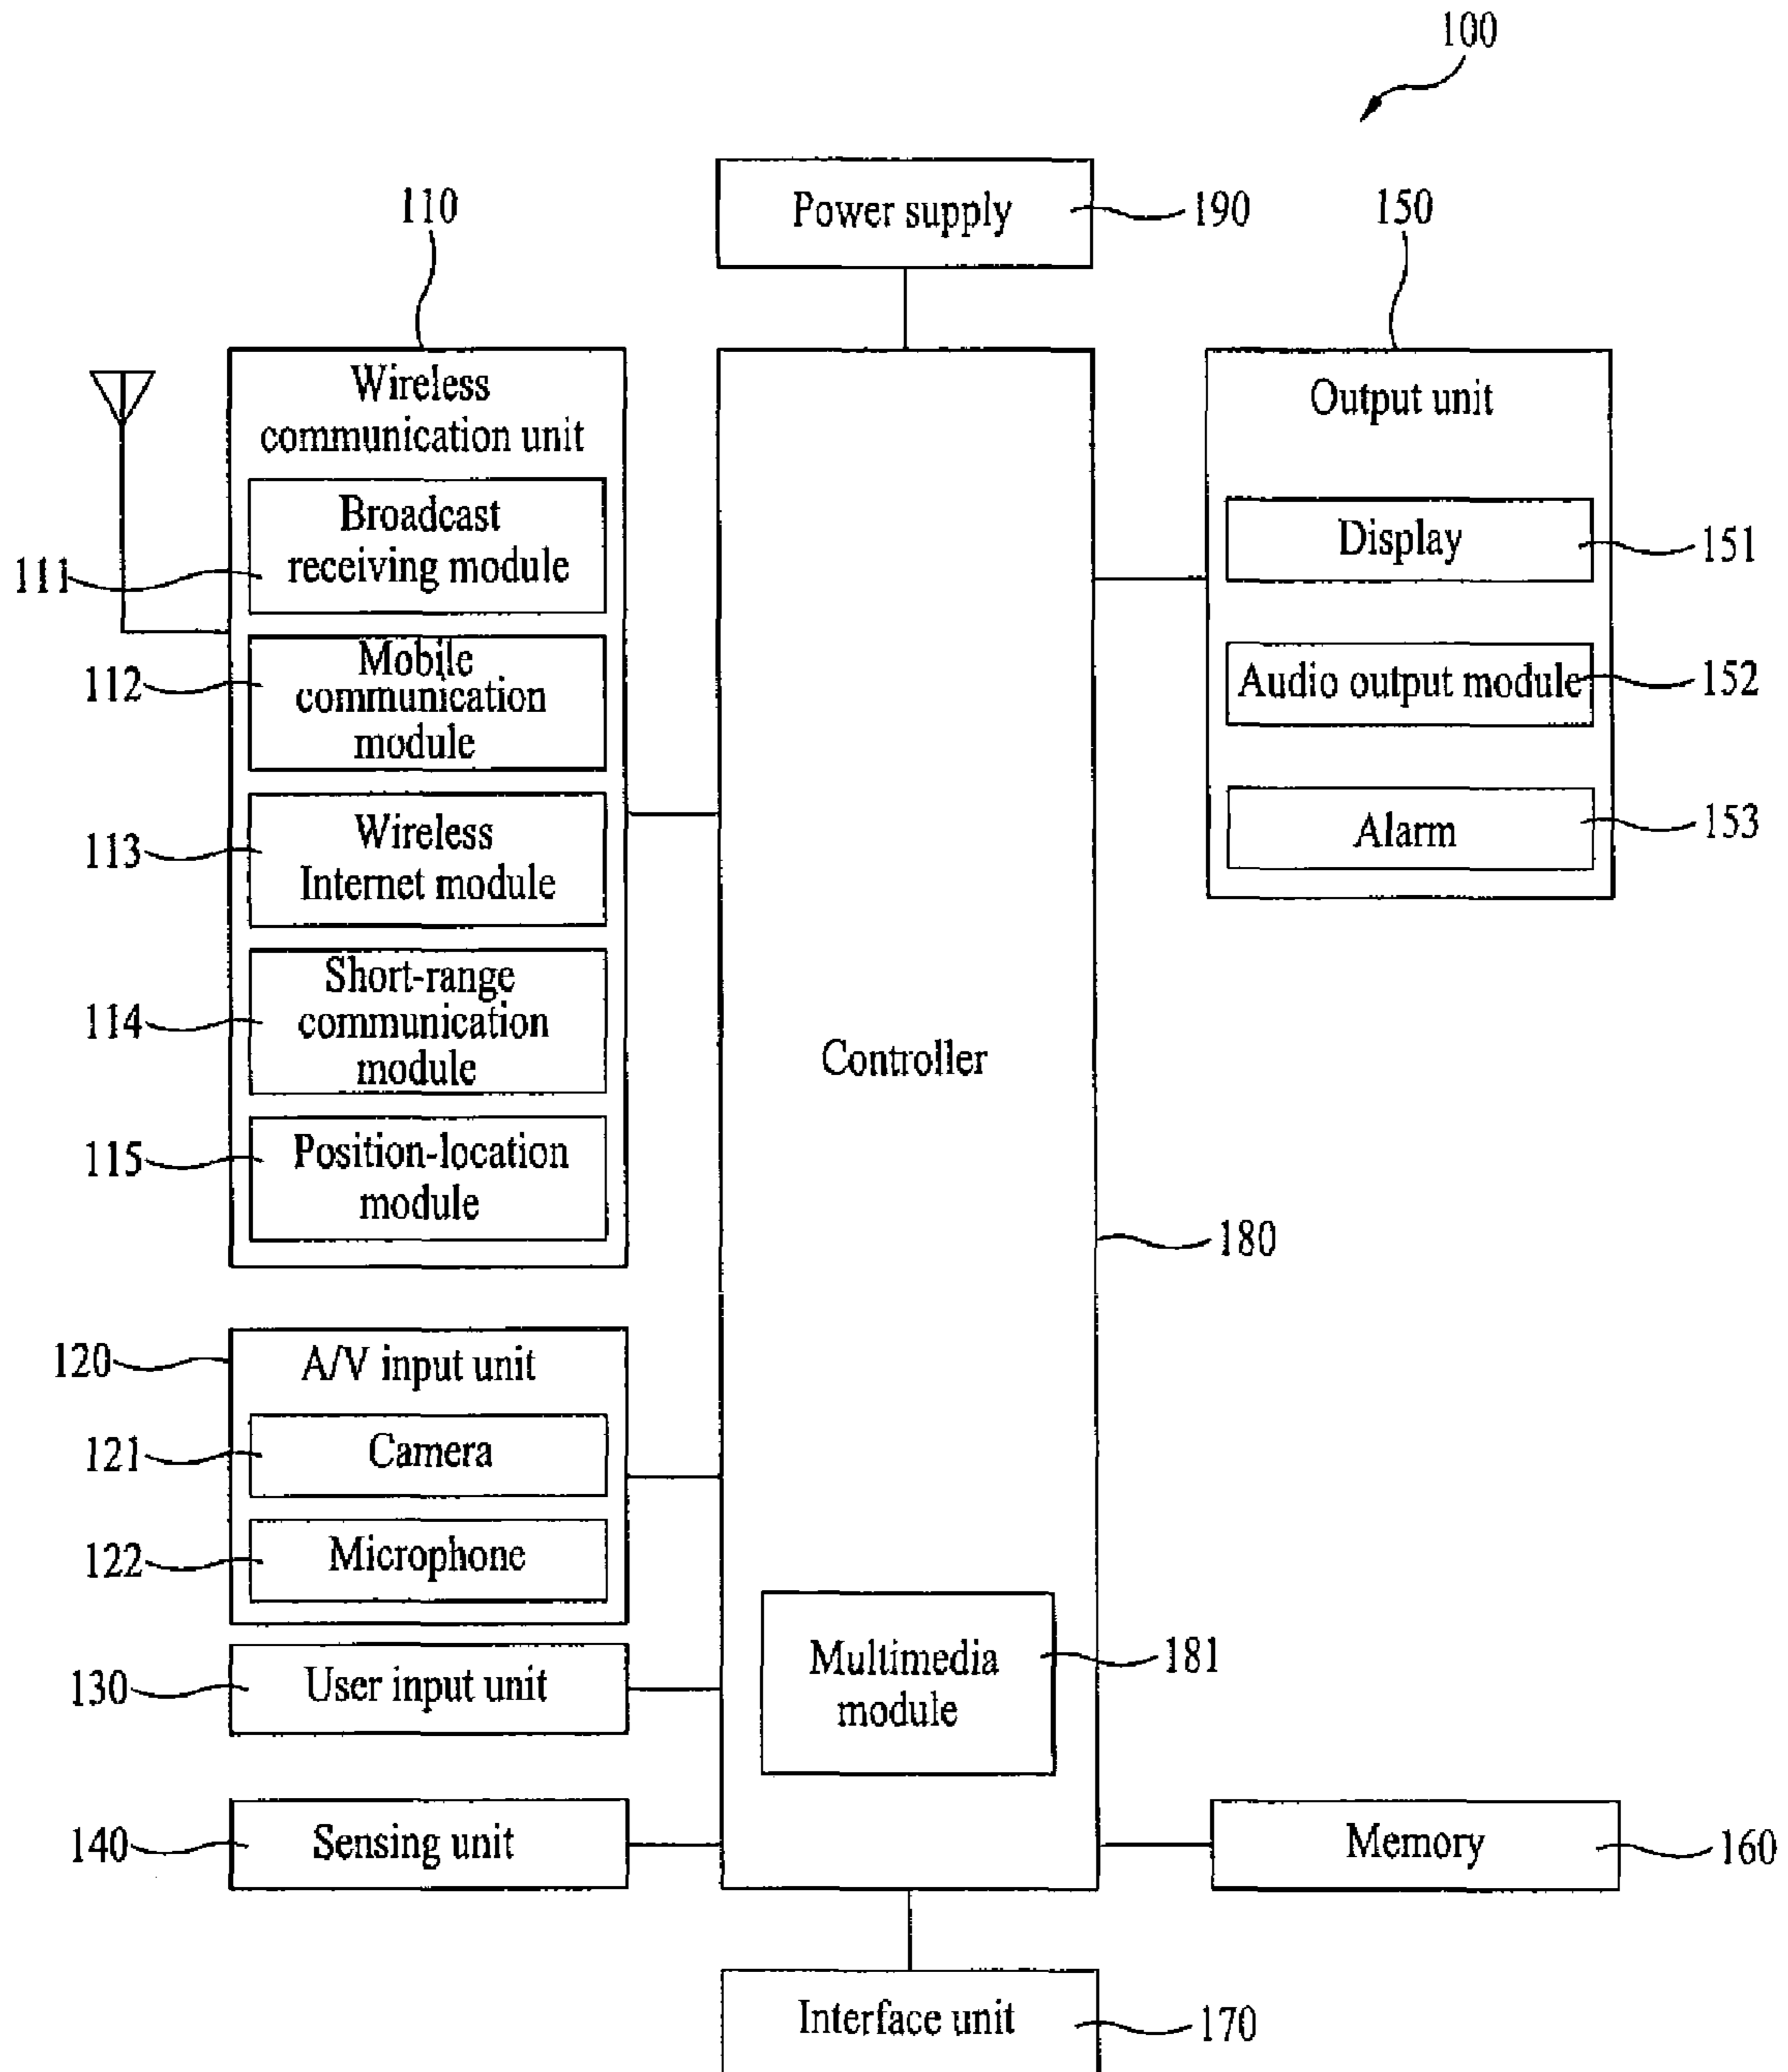 100
Power supply
190
110
150
Wireless
communication unit
Broadcast
receiving module
111
Mobile
communication
module
112
Wireless
Internet module
113
Short-range
communication
module
114
Position-location
module
115
Output unit
Display
151
Audio output module
152
Alarm
153
Controller
180
120
A/V input unit
121
Camera
122
Microphone
130
User input unit
Multimedia
module
181
140
Sensing unit
Memory
160
Interface unit
170